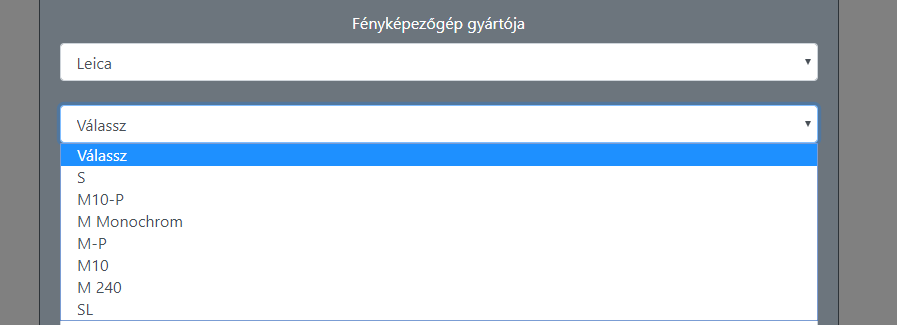 Fényképezőgép gyártója
Leica
Válassz
Válassz
S
M10-P
M Monochrom
M-P
M10
M 240
SL